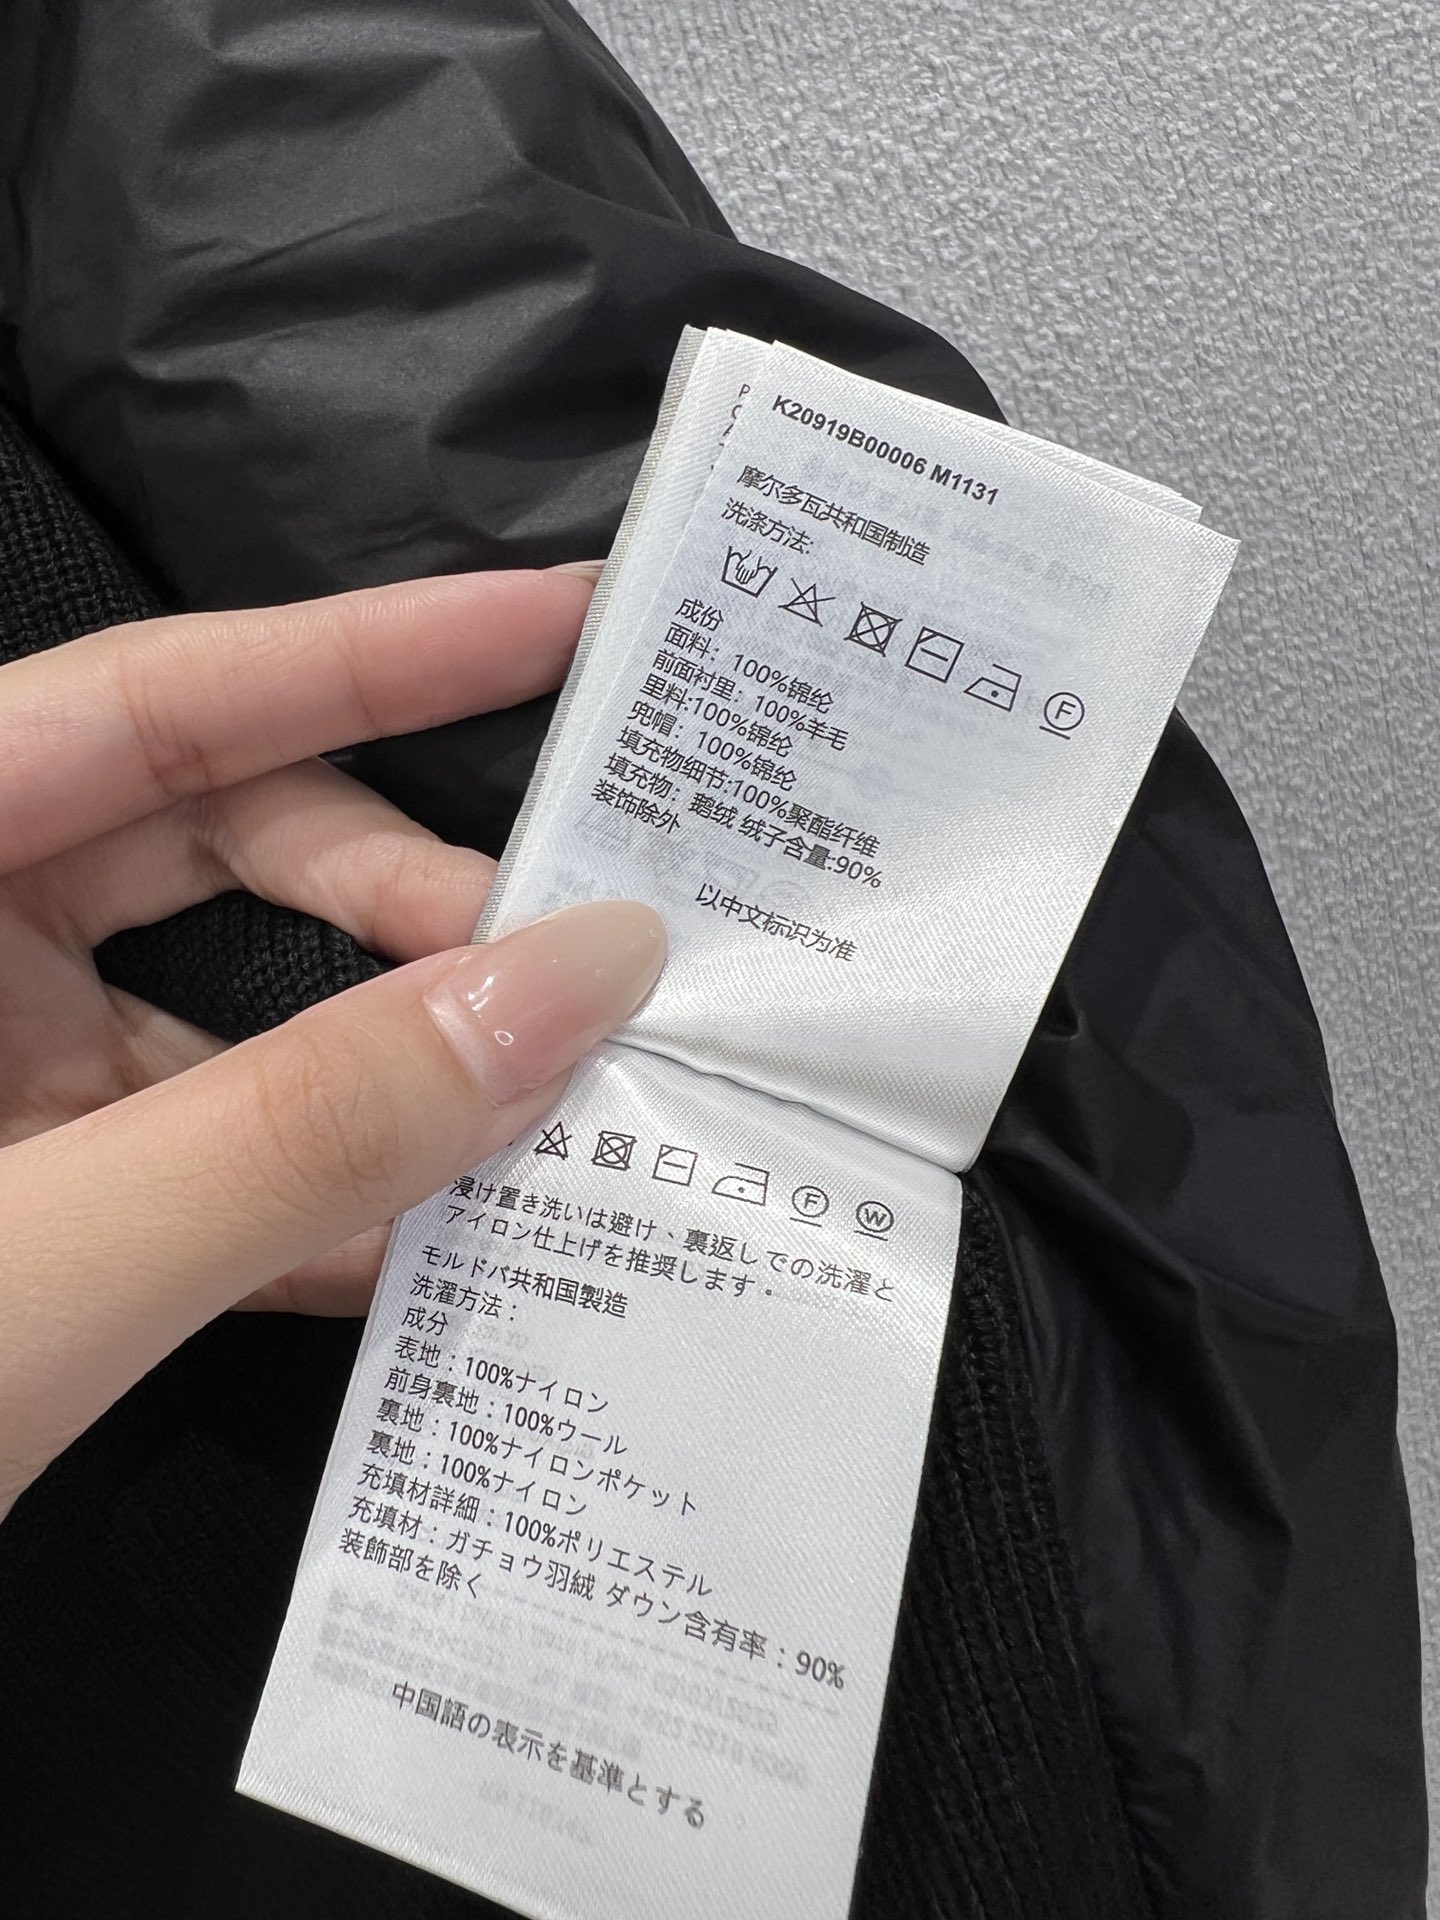 K20919B00006 M1131
摩尔多瓦共和国制造
洗涤方法:
F
成份
面料：100%锦纶
前面衬里：100%羊毛
里料:100%锦纶
兜帽：100%锦纶
填充物细节:100%聚酯纤维
填充物：鹅绒 绒子含量:90%
装饰除外
以中文标识为准
F W
浸け置き洗いは避け、裏返しての洗濯と
アイロン仕上げを推奨します。
モルドバ共和国製造
洗濯方法：
成分
表地：100%ナイロン
前身裏地：100%ウール
裏地：100%ナイロンポケット
裏地：100%ナイロン
充填材詳細：100%ポリエステル
充填材：ガチョウ羽絨 ダウン含有率：90%
装飾部を除く
中国語の表示を基準とする